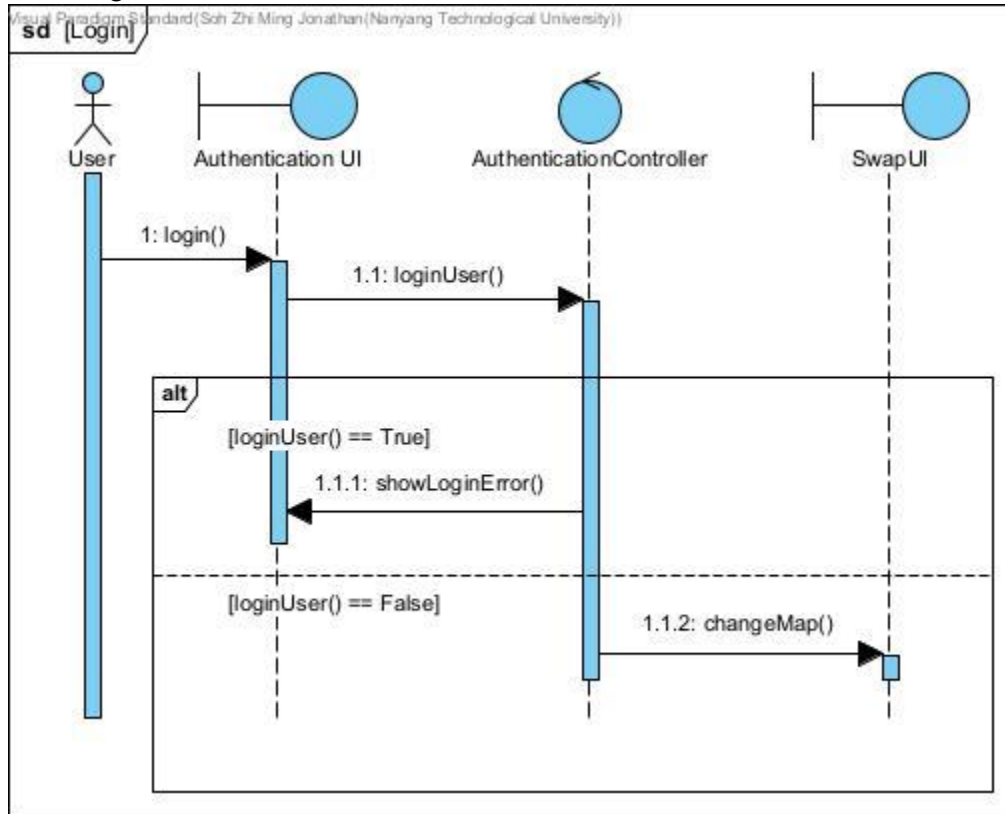 Visual Paradigm Standard(Soh Zhi Ming Jonathan(Nanyang Technological University))
sd [Login]
User
Authentication UI
AuthenticationController
SwapUI
1: login()
1.1: loginUser()
alt
[loginUser() == True]
1.1.1: showLoginError()
[loginUser() == False]
1.1.2: changeMap()